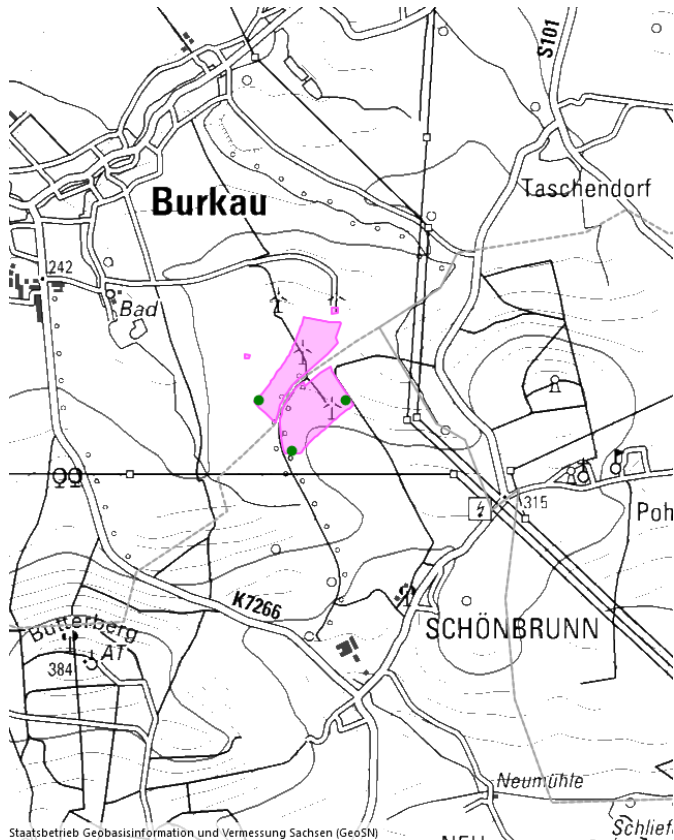 S101
Taschendorf
Burkau
242
Bad
315
Poh
K7266
SCHÖNBRUNN
Butterberg
AT
384
Neumühle
Schlief
NEU
Staatsbetrieb Geobasisinformation und Vermessung Sachsen (GeoSN)